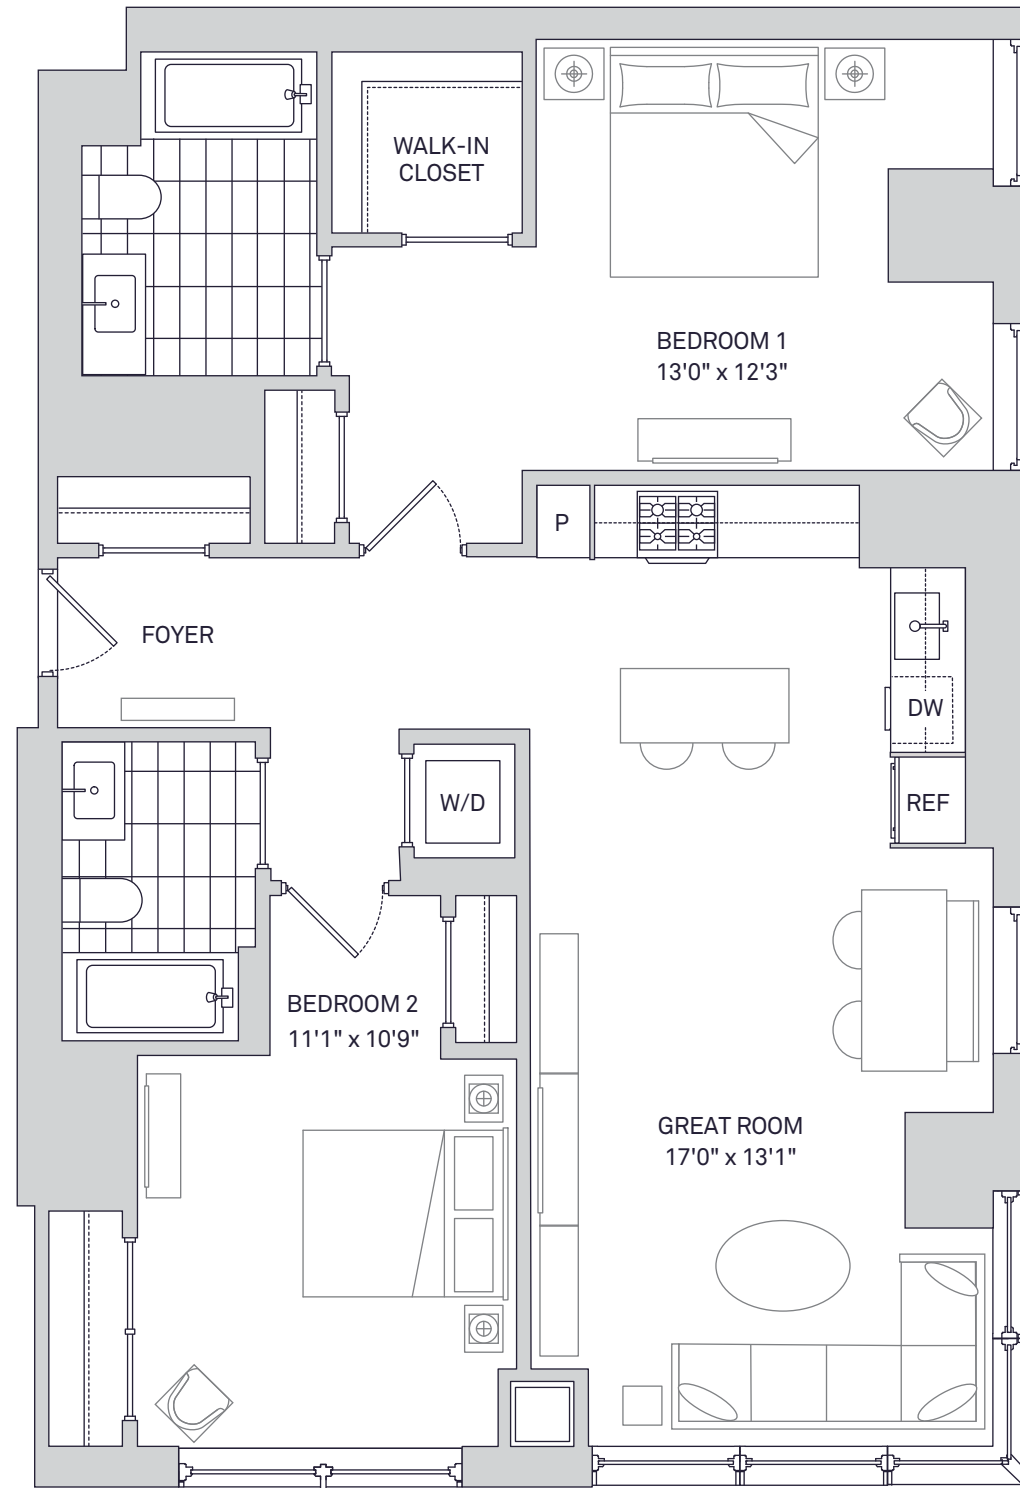 WALK-IN
CLOSET
BEDROOM 1
13'0" x 12'3"
P
FOYER
DW
W/D
REF
BEDROOM 2
11'1" x 10'9"
GREAT ROOM
17'0" x 13'1"